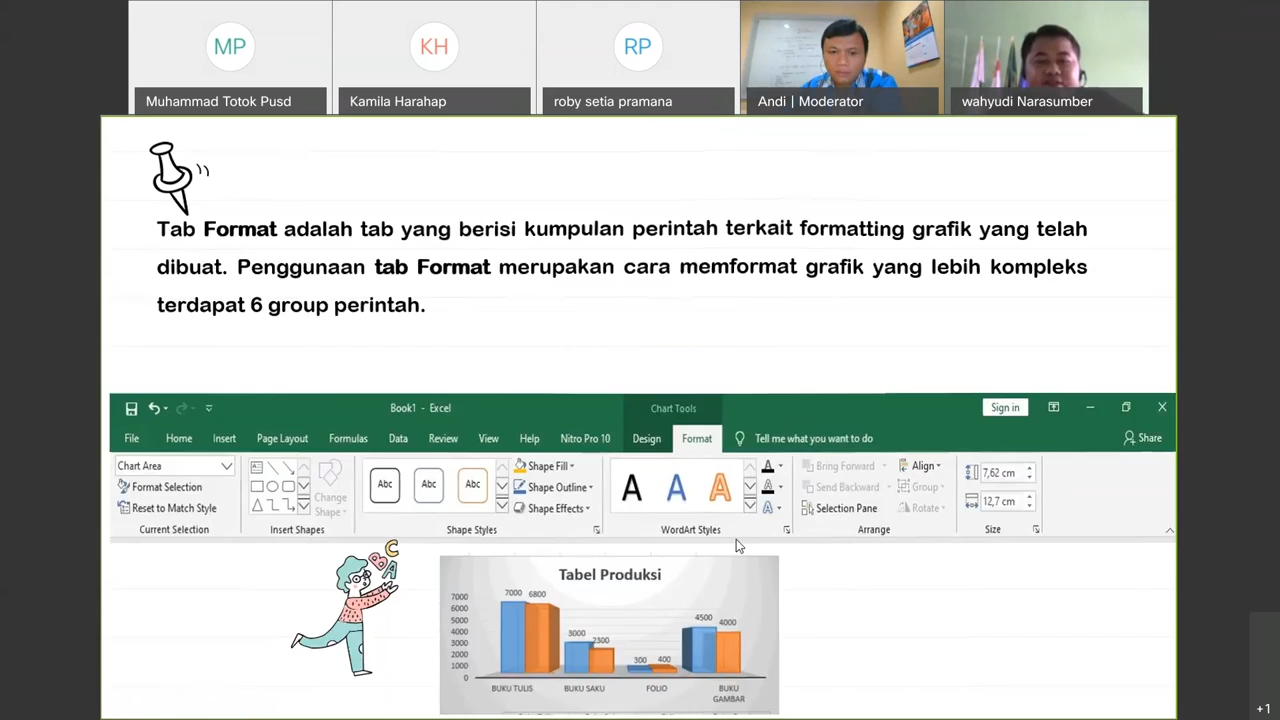 MP
KH
RP
Muhammad Totok Pusd
Kamila Harahap
roby setia pramana
Andi | Moderator
wahyudi Narasumber
Tab Format adalah tab yang berisi kumpulan perintah terkait formatting grafik yang telah
dibuat. Penggunaan tab Format merupakan cara memformat grafik yang lebih kompleks
terdapat 6 group perintah.
Book1 - Excel
Chart Tools
Sign in
File Home Insert Page Layout Formulas Data Review View Help Nitro Pro 10 Design Format Tell me what you want to do Share
Chart Area
Format Selection
Reset to Match Style
Current Selection
Change
Shape
Insert Shapes
Abc Abc Abc
Shape Fill
Shape Outline
Shape Effects
Shape Styles
A A A
A
A
A
WordArt Styles
Bring Forward
Send Backward
Selection Pane
Align
Group
Rotate
Arrange
7,62 cm
12,7 cm
Size
B C
A
Tabel Produksi
7000
6000
5000
4000
3000
2000
1000
0
7000 6800
3000 2300
300 400
4500 4000
BUKU TULIS BUKU SAKU FOLIO BUKU
GAMBAR
+1